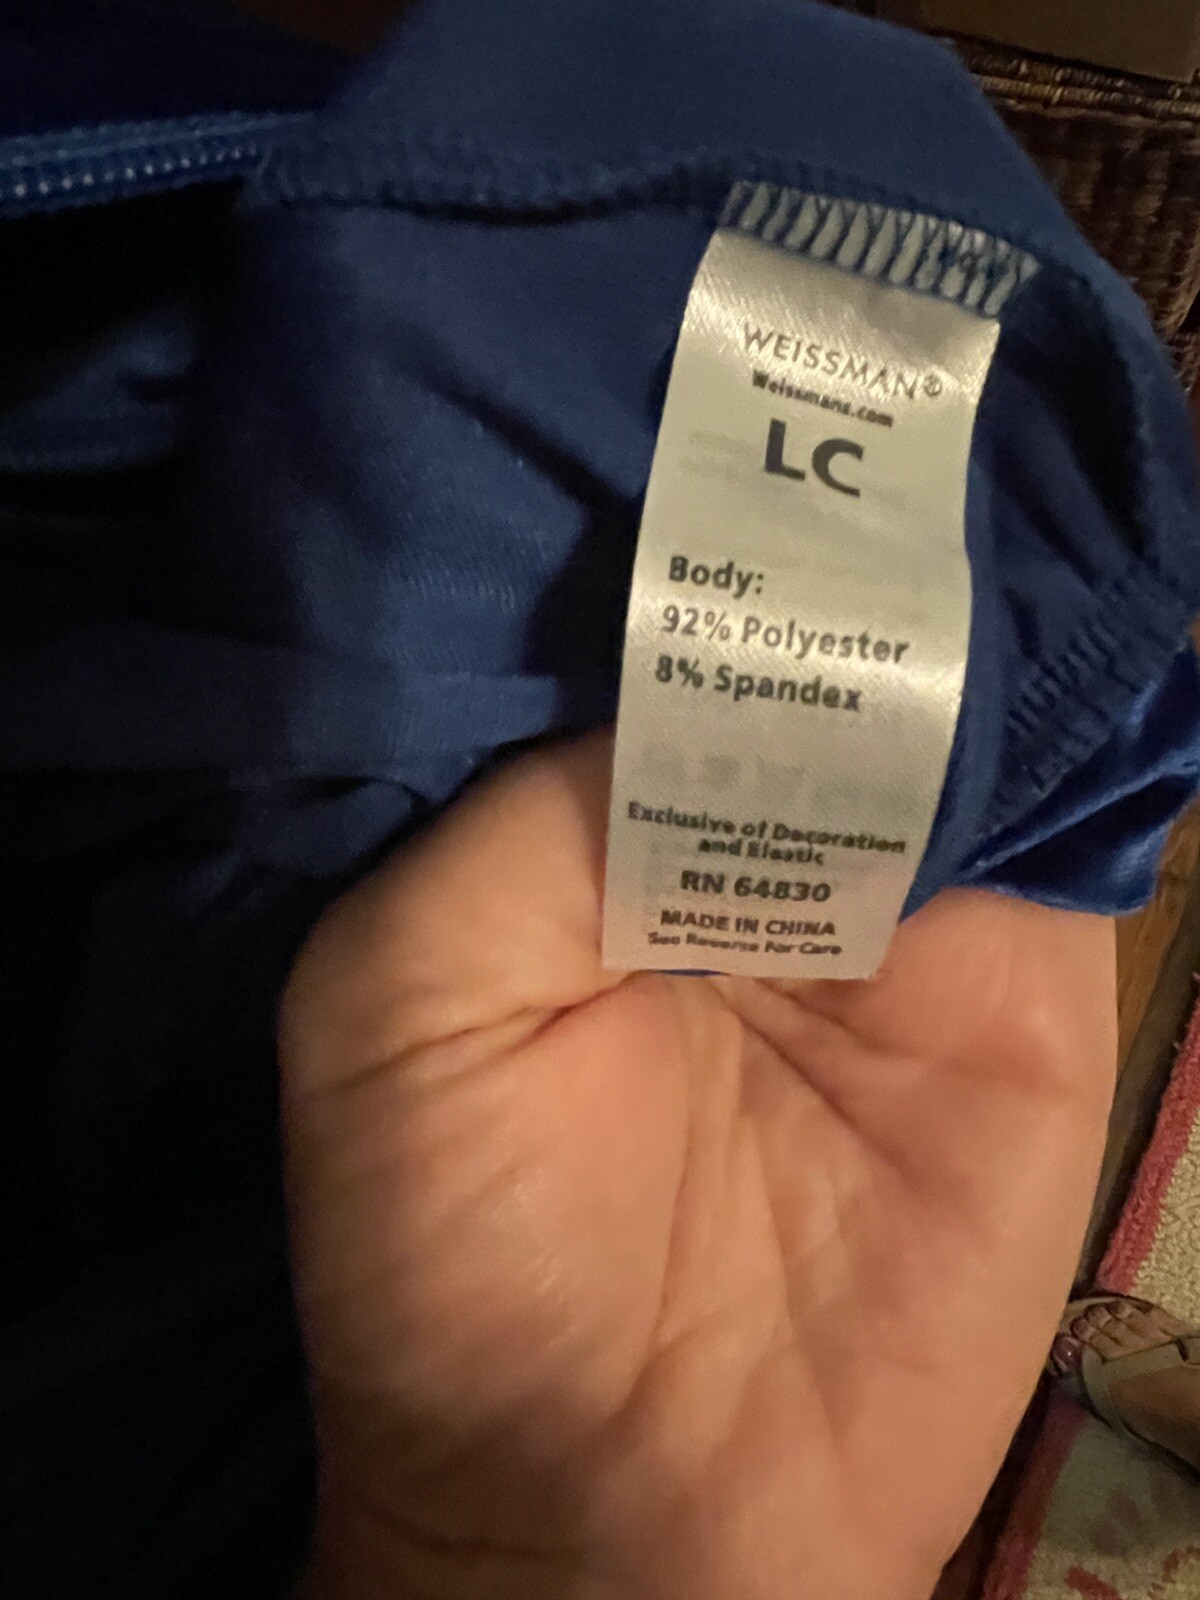 WEISSMAN®
Weissmans.com
LC
Body:
92% Polyester
8% Spandex
Exclusive of Decoration
and Elastic
RN 64830
MADE IN CHINA
See Reverse For Care